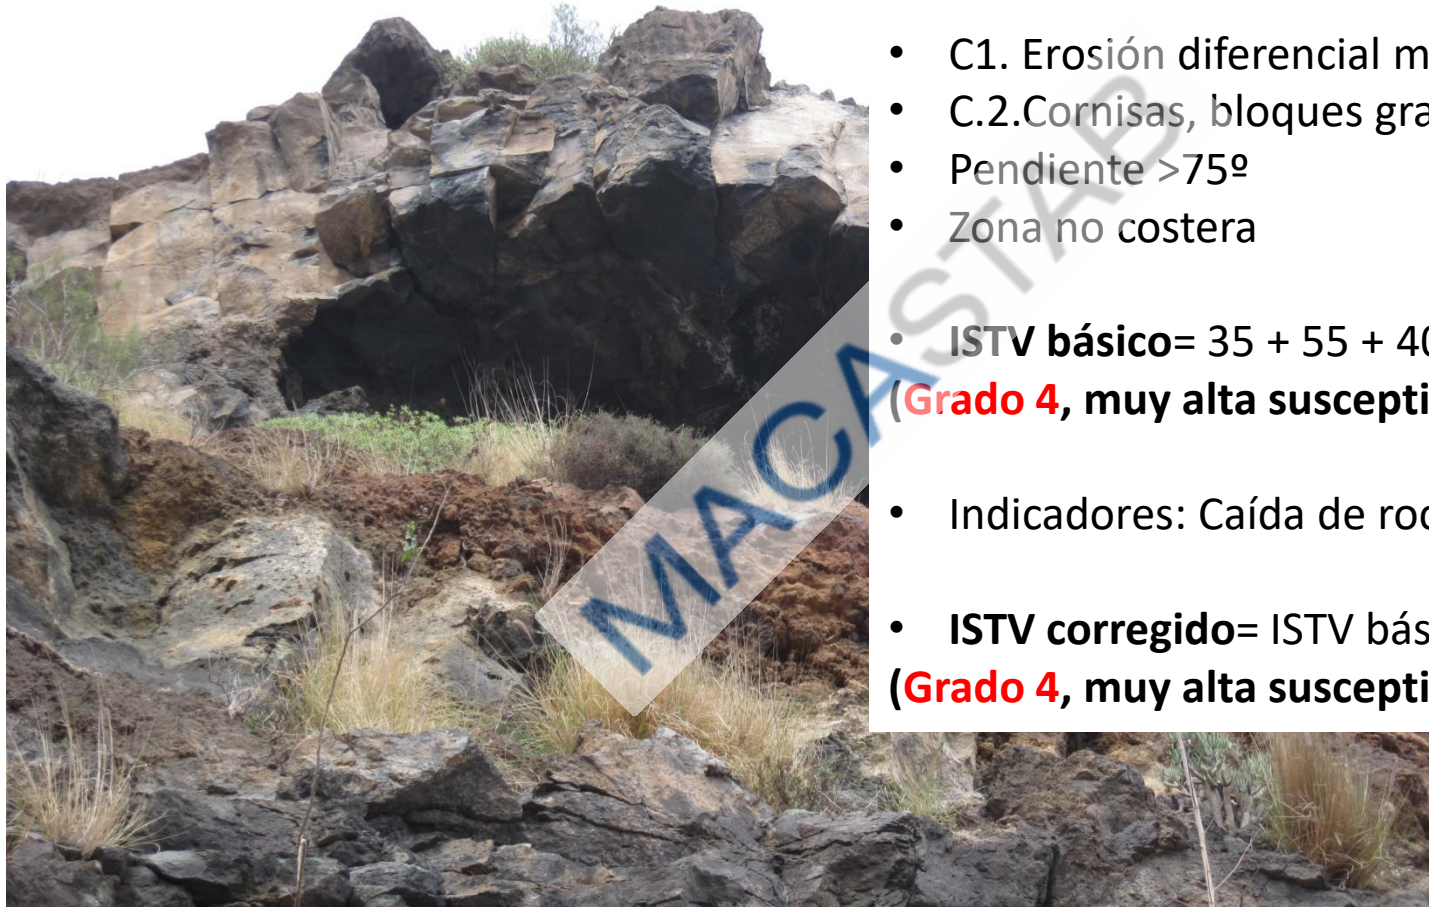 • C1. Erosión diferencial m
• C.2.Cornisas, bloques gra
• Pendiente >75º
• Zona no costera
• ISTV básico= 35 + 55 + 40
(Grado 4, muy alta suscepti
• Indicadores: Caída de roc
• ISTV corregido= ISTV bás
(Grado 4, muy alta suscepti
MACASTAB